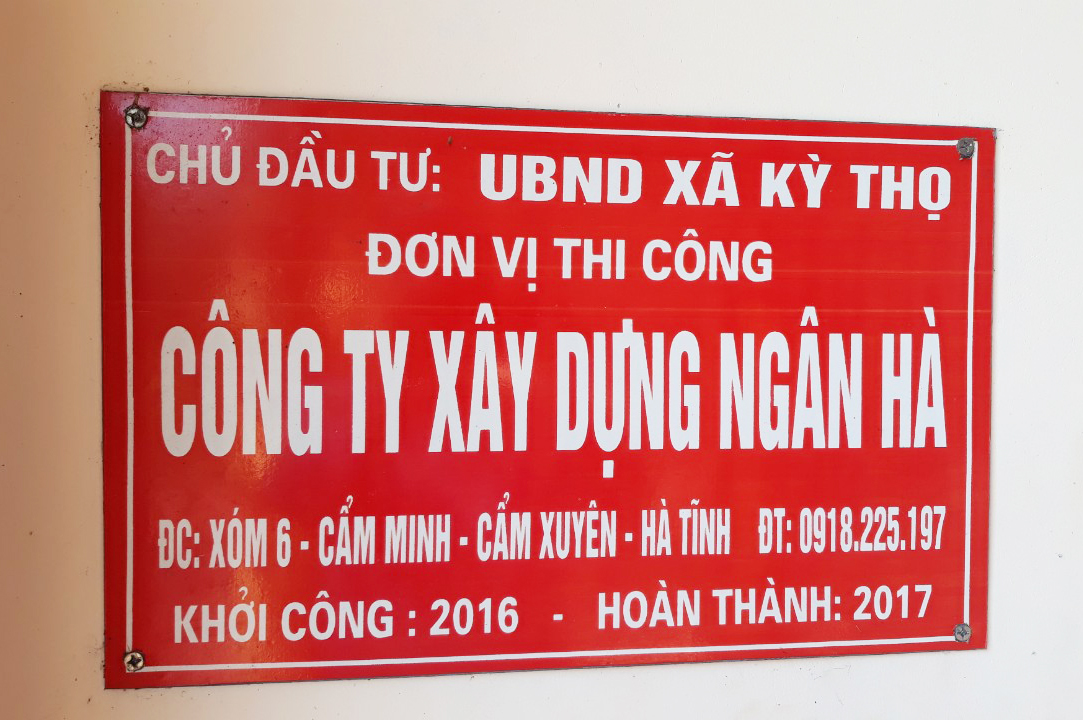 CHỦ ĐẦU TƯ: UBND XÃ KỲ THỌ
ĐƠN VỊ THI CÔNG
CÔNG TY XÂY DỰNG NGÂN HÀ
ĐC: XÓM 6 - CẨM MINH - CẨM XUYÊN - HÀ TĨNH ĐT: 0918.225.197
KHỞI CÔNG : 2016 - HOÀN THÀNH: 2017